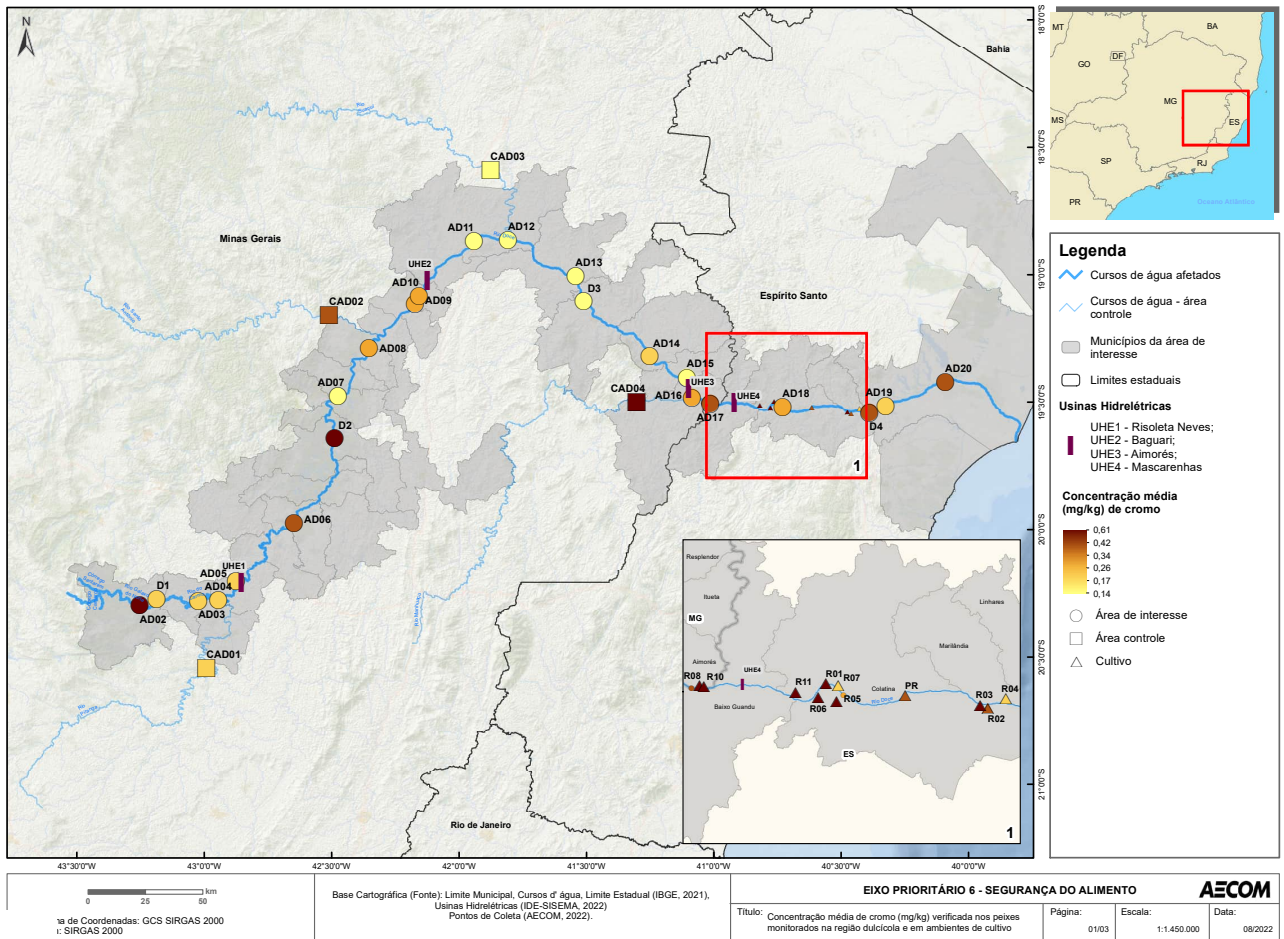 N
Bahia
Minas Gerais
Espírito Santo
Rio de Janeiro
CAD03
AD11
AD12
UHE2
AD10
AD09
AD13
D3
CAD02
AD08
AD14
AD07
AD15
UHE3
CAD04
AD16
AD17
UHE4
AD18
AD19
AD20
D4
D2
1
AD06
AD05
UHE1
D1
AD04
AD02
AD03
CAD01
Rio Doce
43°30'0"W
43°0'0"W
42°30'0"W
42°0'0"W
41°30'0"W
41°0'0"W
40°30'0"W
40°0'0"W
18°0'0"S
18°30'0"S
19°0'0"S
19°30'0"S
20°0'0"S
20°30'0"S
21°0'0"S
Resplendor
Itueta
MG
Aimorés
R08
R10
UHE4
Baixo Guandu
R11
R01
R07
R06
R05
Colatina
Rio Doce
PR
Marilândia
Linhares
R03
R04
R02
ES
1
MT
BA
DF
GO
MG
MS
ES
SP
RJ
PR
Oceano Atlântico
Legenda
Cursos de água afetados
Cursos de água - área
controle
Municípios da área de
interesse
Limites estaduais
Usinas Hidrelétricas
UHE1 - Risoleta Neves;
UHE2 - Baguari;
UHE3 - Aimorés;
UHE4 - Mascarenhas
Concentração média
(mg/kg) de cromo
0,61
0,42
0,34
0,26
0,17
0,14
Área de interesse
Área controle
Cultivo
km
0 25 50
a de Coordenadas: GCS SIRGAS 2000
: SIRGAS 2000
Base Cartográfica (Fonte): Limite Municipal, Cursos d' água, Limite Estadual (IBGE, 2021),
Usinas Hidrelétricas (IDE-SISEMA, 2022)
Pontos de Coleta (AECOM, 2022).
EIXO PRIORITÁRIO 6 - SEGURANÇA DO ALIMENTO
AECOM
Título: Concentração média de cromo (mg/kg) verificada nos peixes
monitorados na região dulcícola e em ambientes de cultivo
Página:
01/03
Escala:
1:1.450.000
Data:
08/2022